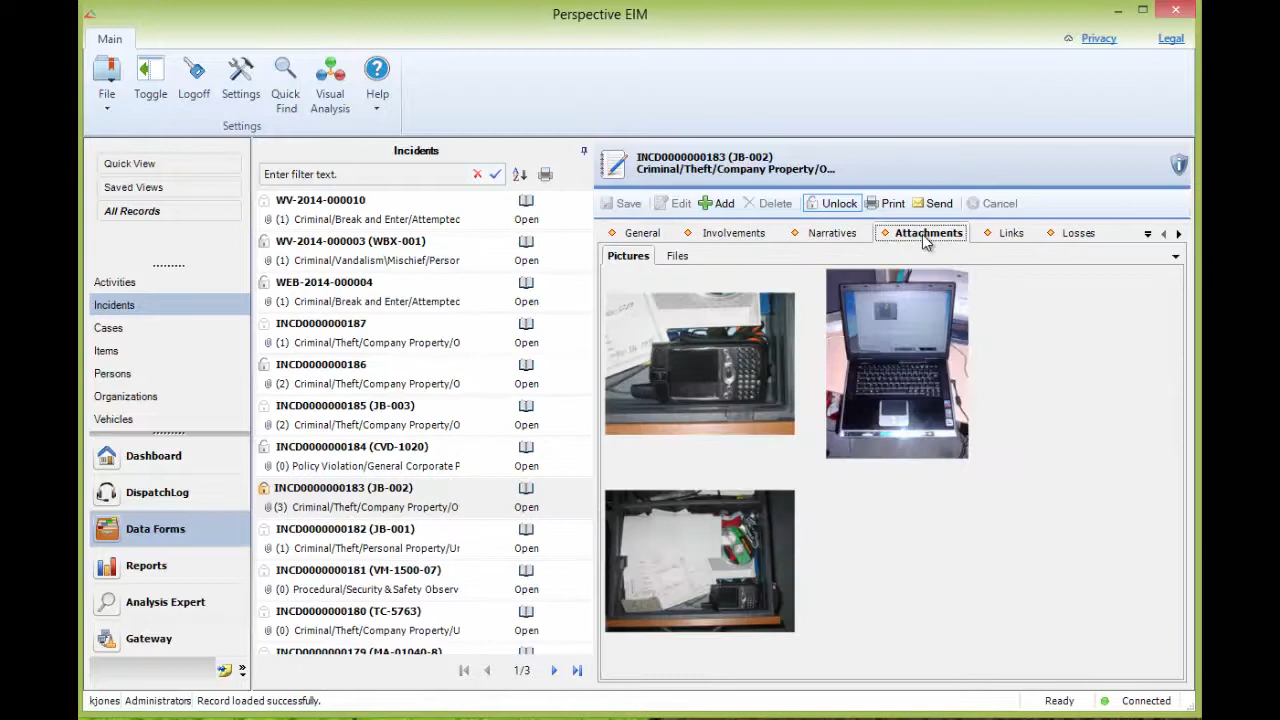 Perspective EIM
Main
Privacy
Legal
File
Toggle
Logoff
Settings
Quick Find
Visual Analysis
Help
Settings
Quick View
Saved Views
All Records
Activities
Incidents
Cases
Items
Persons
Organizations
Vehicles
Dashboard
DispatchLog
Data Forms
Reports
Analysis Expert
Gateway
Incidents
Enter filter text.
WV-2014-000010
(1) Criminal/Break and Enter/Attemptec Open
WV-2014-000003 (WBX-001)
(1) Criminal/Vandalism\Mischief/Persor Open
WEB-2014-000004
(1) Criminal/Break and Enter/Attemptec Open
INCD0000000187
(1) Criminal/Theft/Company Property/O Open
INCD0000000186
(2) Criminal/Theft/Company Property/O Open
INCD0000000185 (JB-003)
(2) Criminal/Theft/Company Property/O Open
INCD0000000184 (CVD-1020)
(0) Policy Violation/General Corporate F Open
INCD0000000183 (JB-002)
(3) Criminal/Theft/Company Property/O Open
INCD0000000182 (JB-001)
(1) Criminal/Theft/Personal Property/Ur Open
INCD0000000181 (VM-1500-07)
(0) Procedural/Security & Safety Observ Open
INCD0000000180 (TC-5763)
(0) Criminal/Theft/Company Property/U Open
INCD0000000179 (MA-01040-8)
1/3
INCD0000000183 (JB-002)
Criminal/Theft/Company Property/O...
Save Edit Add Delete Unlock Print Send Cancel
General Involvements Narratives Attachments Links Losses
Pictures Files
kjones Administrators Record loaded successfully. Ready Connected